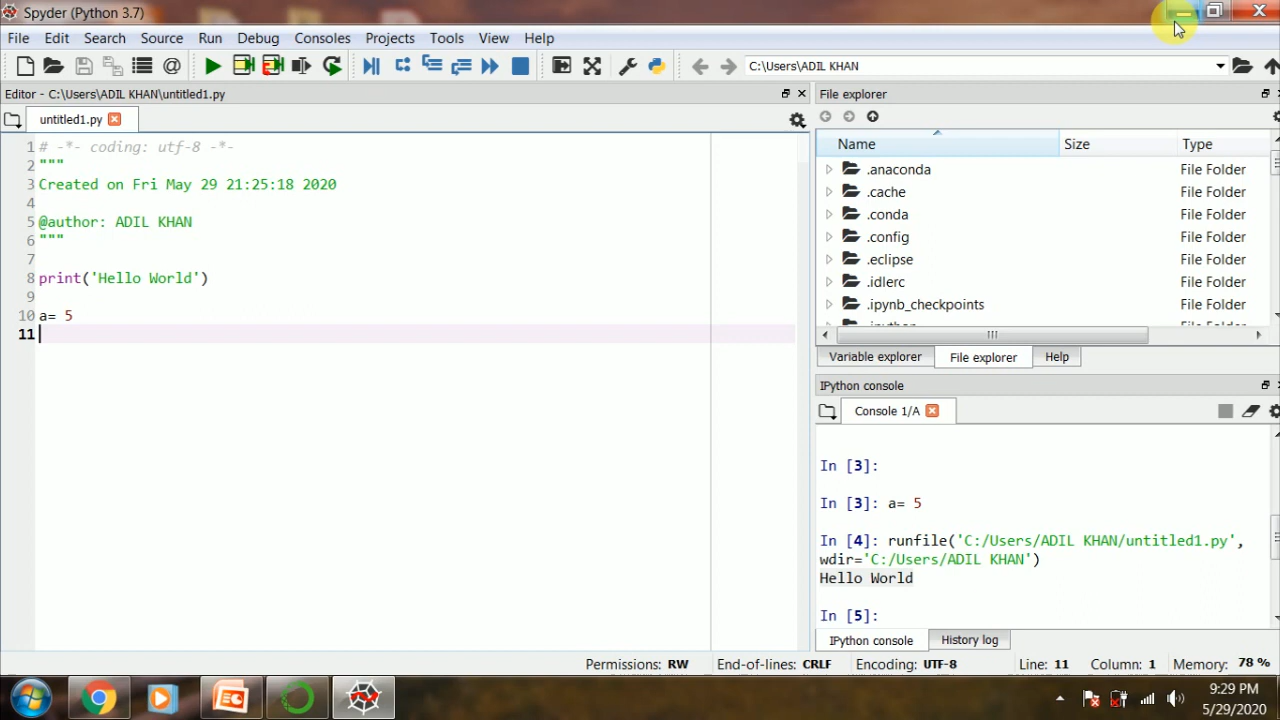 Spyder (Python 3.7)
File Edit Search Source Run Debug Consoles Projects Tools View Help
C:\Users\ADIL KHAN
Editor - C:\Users\ADIL KHAN\untitled1.py
untitled1.py
1 # -*- coding: utf-8 -*-
2 """
3 Created on Fri May 29 21:25:18 2020
4
5 @author: ADIL KHAN
6 """
7
8 print('Hello World')
9
10 a= 5
11
File explorer
Name Size Type
.anaconda File Folder
.cache File Folder
.conda File Folder
.config File Folder
.eclipse File Folder
.idlerc File Folder
.ipynb_checkpoints File Folder
Variable explorer File explorer Help
IPython console
Console 1/A
In [3]:
In [3]: a= 5
In [4]: runfile('C:/Users/ADIL KHAN/untitled1.py',
wdir='C:/Users/ADIL KHAN')
Hello World
In [5]:
IPython console History log
Permissions: RW End-of-lines: CRLF Encoding: UTF-8 Line: 11 Column: 1 Memory: 78 %
9:29 PM
5/29/2020